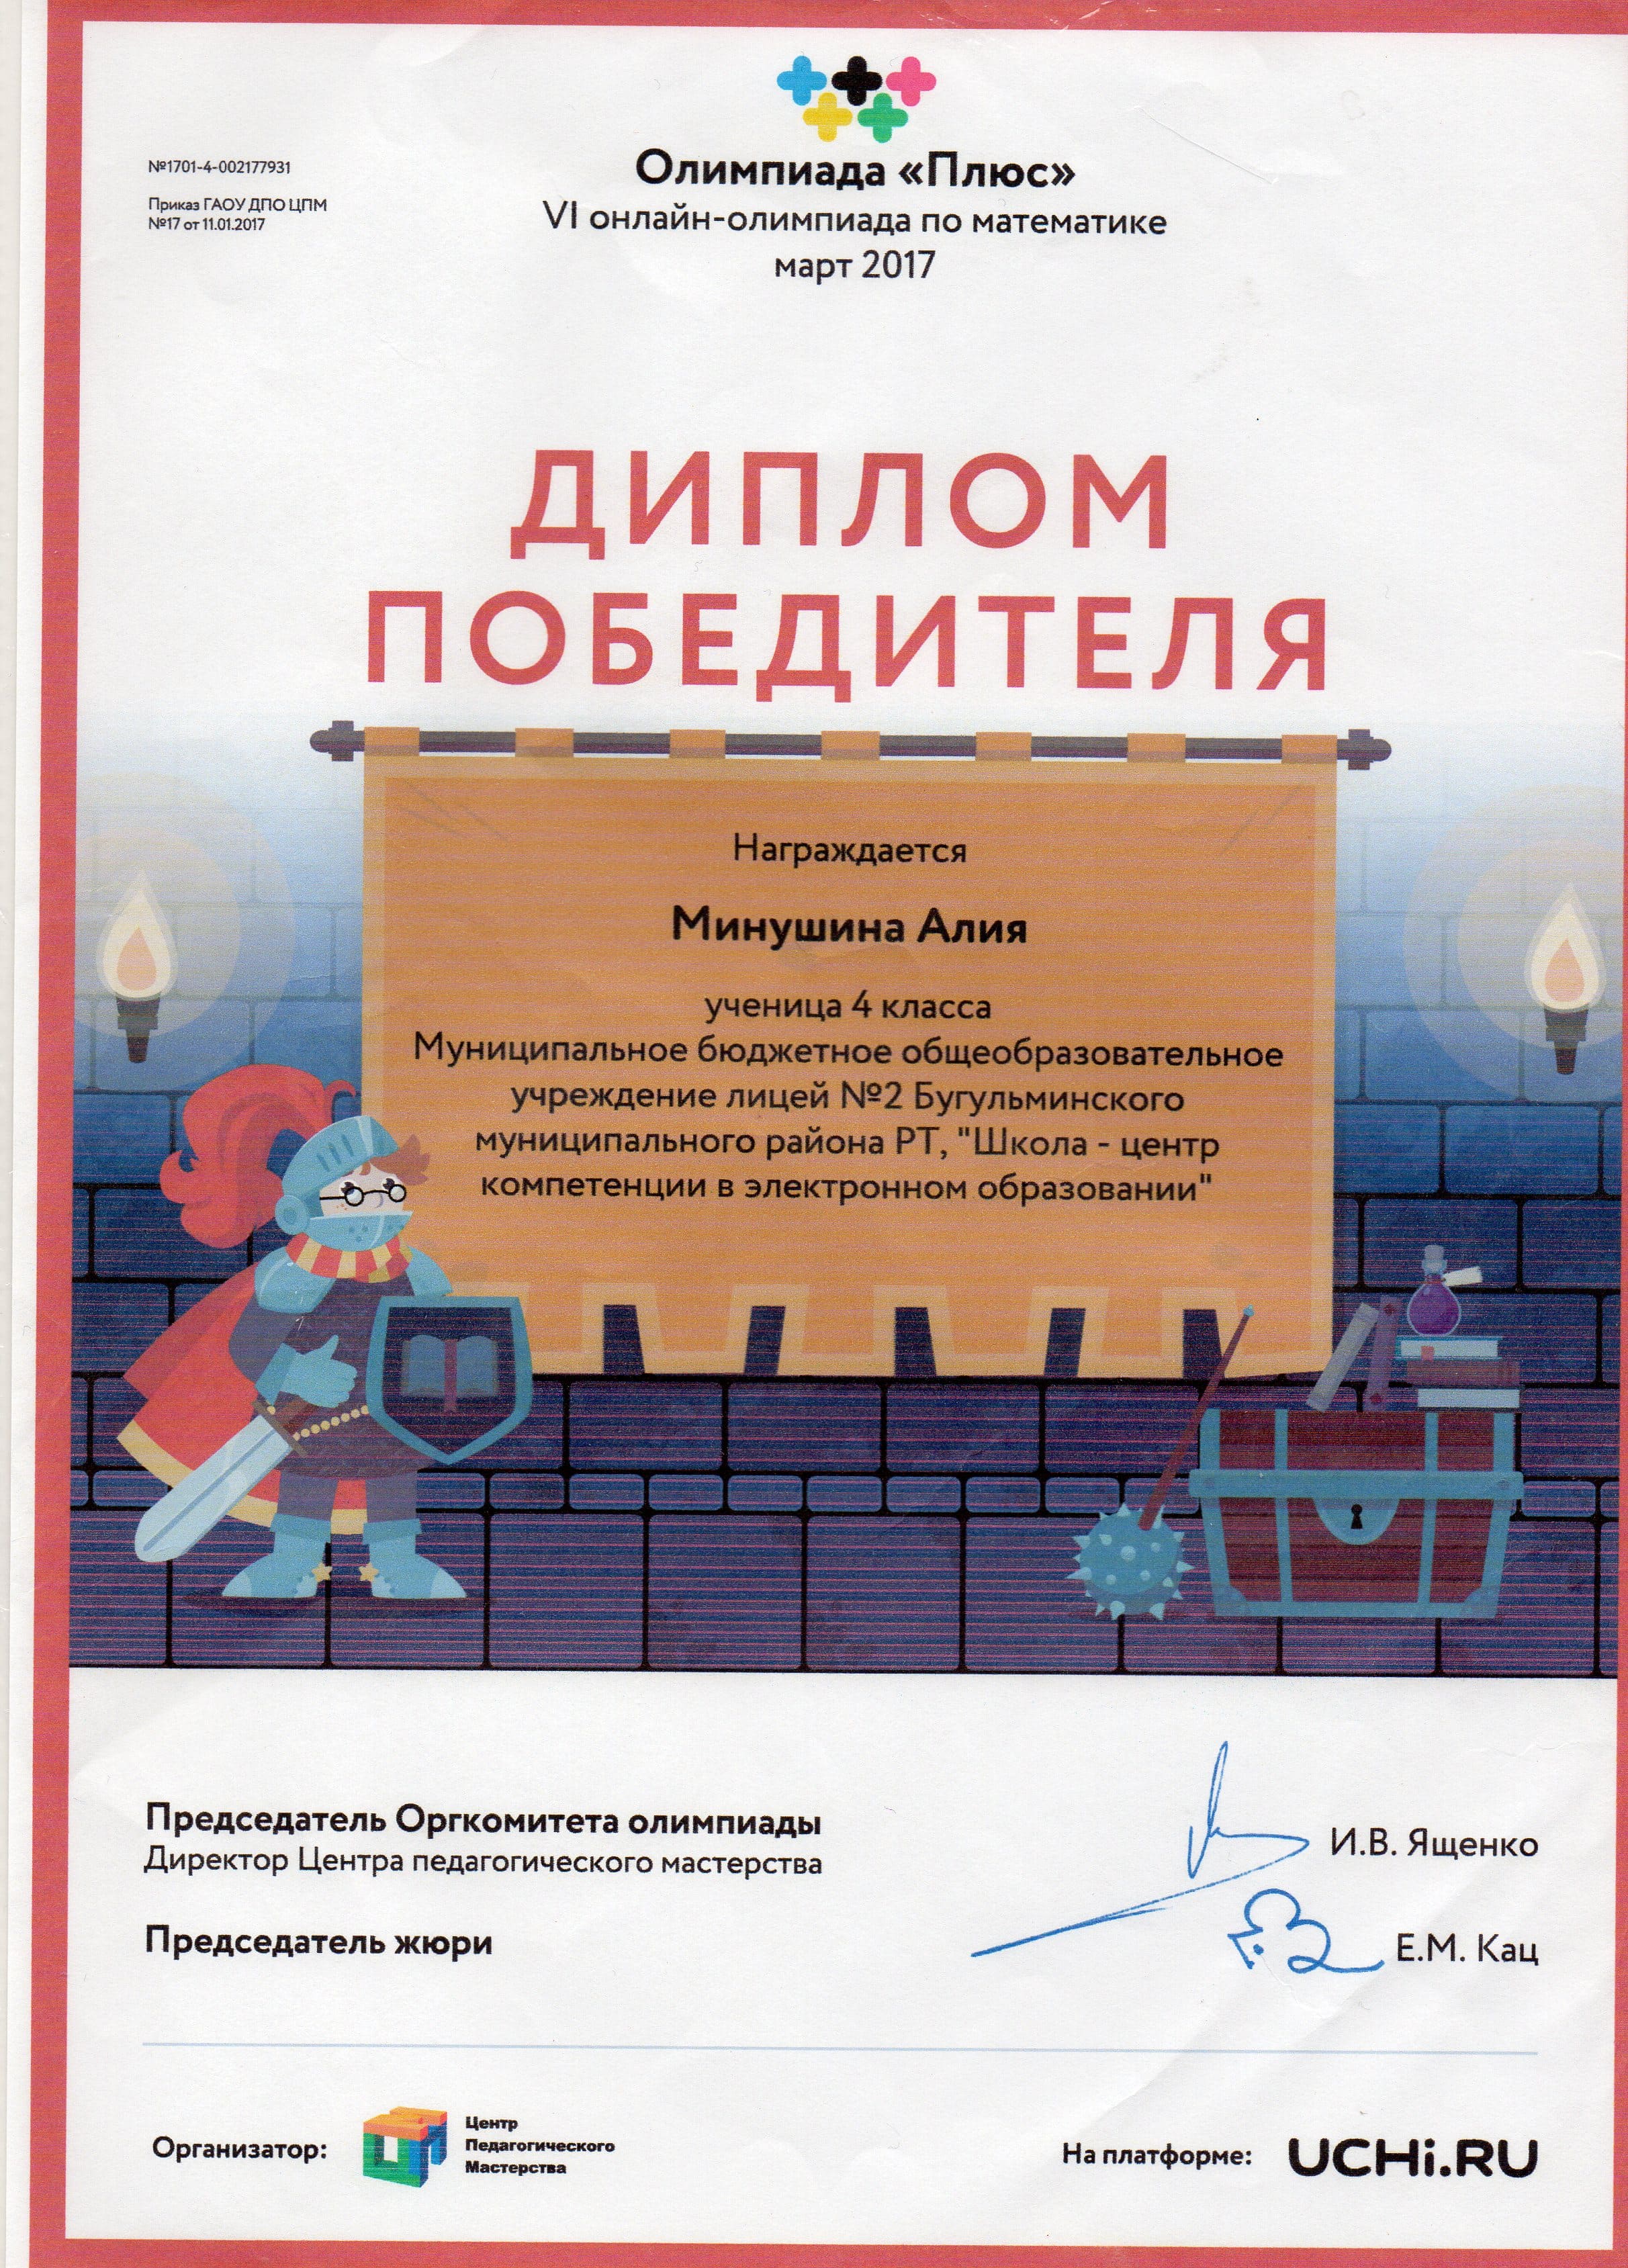 №1701-4-002177931
Приказ ГАОУ ДПО ЦПМ
№17 от 11.01.2017
Олимпиада «Плюс»
VI онлайн-олимпиада по математике
март 2017
ДИПЛОМ
ПОБЕДИТЕЛЯ
Награждается
Минушина Алия
ученица 4 класса
Муниципальное бюджетное общеобразовательное
учреждение лицей №2 Бугульминского
муниципального района РТ, "Школа - центр
компетенции в электронном образовании"
Председатель Оргкомитета олимпиады
Директор Центра педагогического мастерства
И.В. Ященко
Председатель жюри
Е.М. Кац
Организатор:
Центр
Педагогического
Мастерства
На платформе:
UCHi.RU